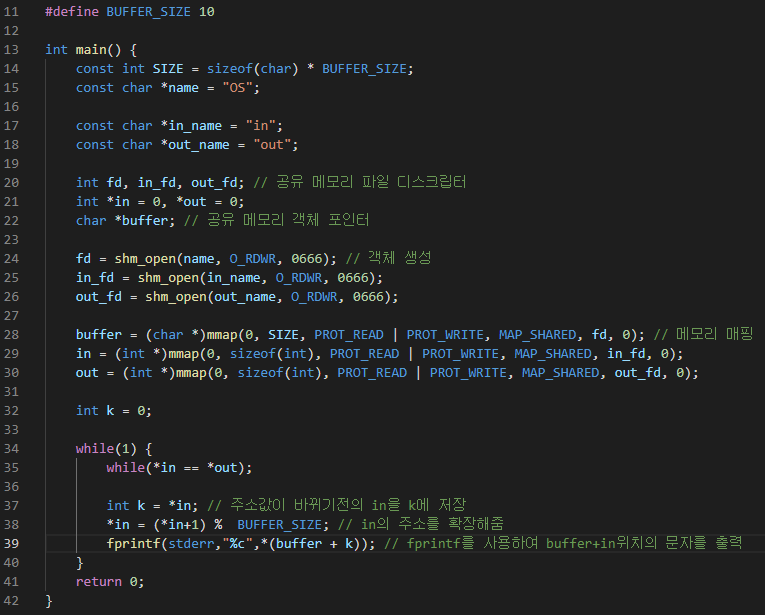 11 #define BUFFER_SIZE 10
12
13 int main() {
14 const int SIZE = sizeof(char) * BUFFER_SIZE;
15 const char *name = "OS";
16
17 const char *in_name = "in";
18 const char *out_name = "out";
19
20 int fd, in_fd, out_fd; // 공유 메모리 파일 디스크립터
21 int *in = 0, *out = 0;
22 char *buffer; // 공유 메모리 객체 포인터
23
24 fd = shm_open(name, O_RDWR, 0666); // 객체 생성
25 in_fd = shm_open(in_name, O_RDWR, 0666);
26 out_fd = shm_open(out_name, O_RDWR, 0666);
27
28 buffer = (char *)mmap(0, SIZE, PROT_READ | PROT_WRITE, MAP_SHARED, fd, 0); // 메모리 매핑
29 in = (int *)mmap(0, sizeof(int), PROT_READ | PROT_WRITE, MAP_SHARED, in_fd, 0);
30 out = (int *)mmap(0, sizeof(int), PROT_READ | PROT_WRITE, MAP_SHARED, out_fd, 0);
31
32 int k = 0;
33
34 while(1) {
35 while(*in == *out);
36
37 int k = *in; // 주소값이 바뀌기전의 in을 k에 저장
38 *in = (*in+1) %  BUFFER_SIZE; // in의 주소를 확장해줌
39 fprintf(stderr,"%c",*(buffer + k)); // fprintf를 사용하여 buffer+in위치의 문자를 출력
40 }
41 return 0;
42 }